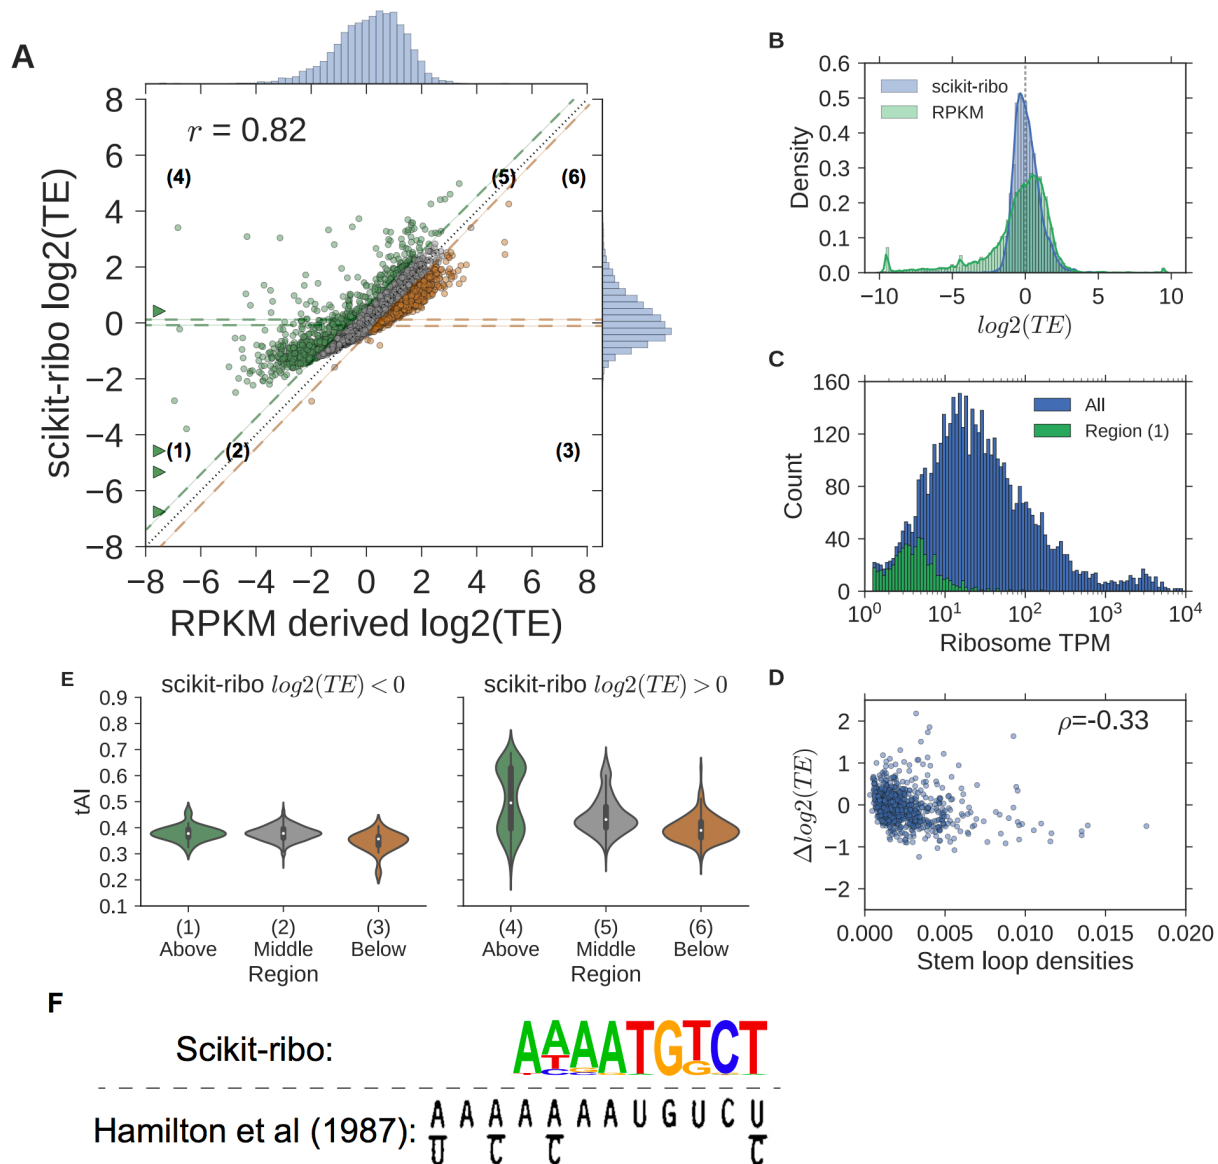 A
r = 0.82
(4)
(5)
(6)
(1)
(2)
(3)
scikit-ribo log2(TE)
8
6
4
2
0
−2
−4
−6
−8
−8 −6 −4 −2 0 2 4 6 8
RPKM derived log2(TE)
B
scikit-ribo
RPKM
Density
0.6
0.5
0.4
0.3
0.2
0.1
0.0
−10 −5 0 5 10
log2(TE)
C
All
Region (1)
Count
160
120
80
40
0
10^0 10^1 10^2 10^3 10^4
Ribosome TPM
D
ρ=-0.33
Δlog2(TE)
2
1
0
−1
−2
0.000 0.005 0.010 0.015 0.020
Stem loop densities
E
scikit-ribo log2(TE) < 0
scikit-ribo log2(TE) > 0
tAI
0.9
0.8
0.7
0.6
0.5
0.4
0.3
0.2
0.1
(1) (2) (3)
Above Middle Below
Region
(4) (5) (6)
Above Middle Below
Region
F
Scikit-ribo: AAAATGTCT
Hamilton et al (1987): A A A A A A U G U C U
U C C C